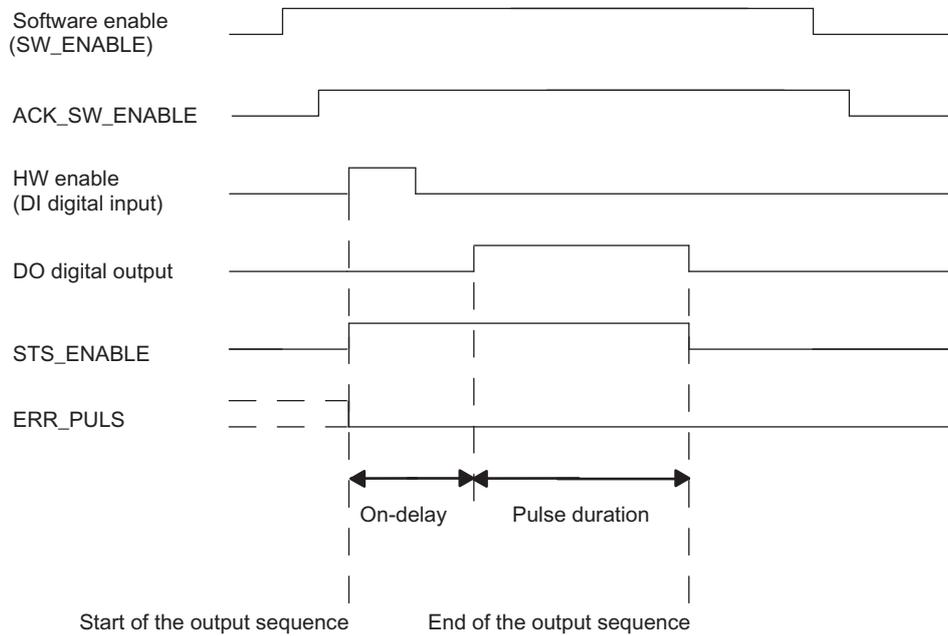 Software enable
(SW_ENABLE)
ACK_SW_ENABLE
HW enable
(DI digital input)
DO digital output
STS_ENABLE
ERR_PULS
On-delay
Pulse duration
Start of the output sequence
End of the output sequence